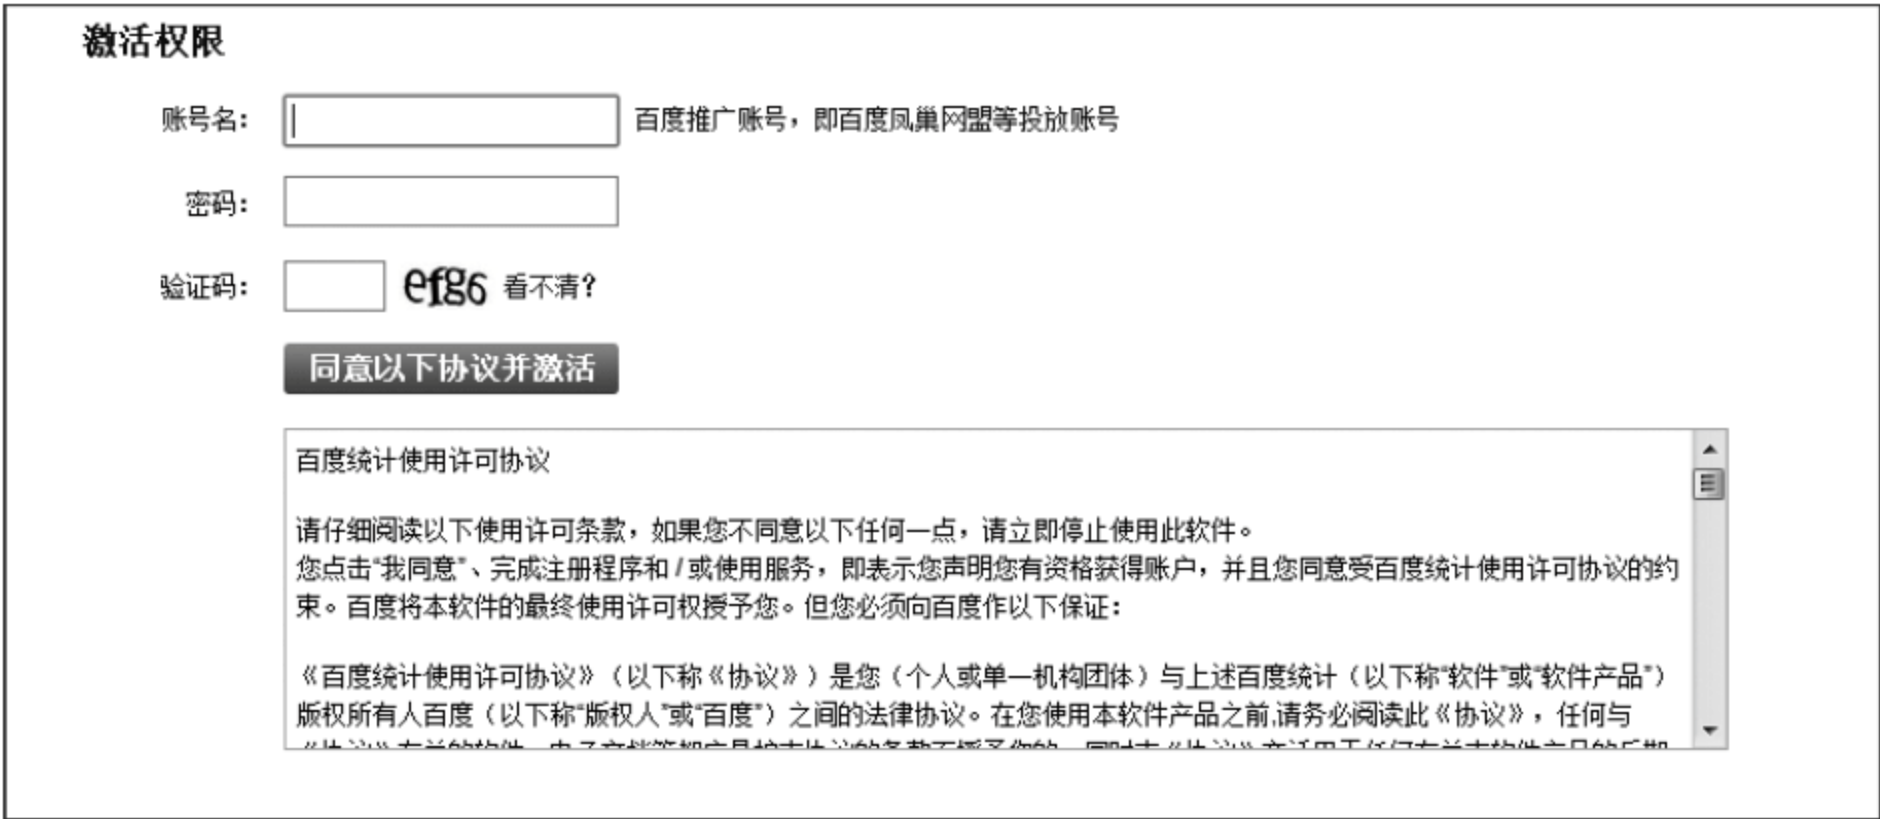 激活权限
账号名：
百度推广账号，即百度凤巢网盟等投放账号
密码：
验证码：
efg6 看不清？
同意以下协议并激活
百度统计使用许可协议
请仔细阅读以下使用许可条款，如果您不同意以下任何一点，请立即停止使用此软件。
您点击“我同意”、完成注册程序和 / 或使用服务，即表示您声明您有资格获得账户，并且您同意受百度统计使用许可协议的约
束。百度将本软件的最终使用许可权授予您。但您必须向百度作以下保证：
《百度统计使用许可协议》（以下称《协议》）是您（个人或单一机构团体）与上述百度统计（以下称“软件”或“软件产品”）
版权所有人百度（以下称“版权人”或“百度”）之间的法律协议。在您使用本软件产品之前,请务必阅读此《协议》，任何与